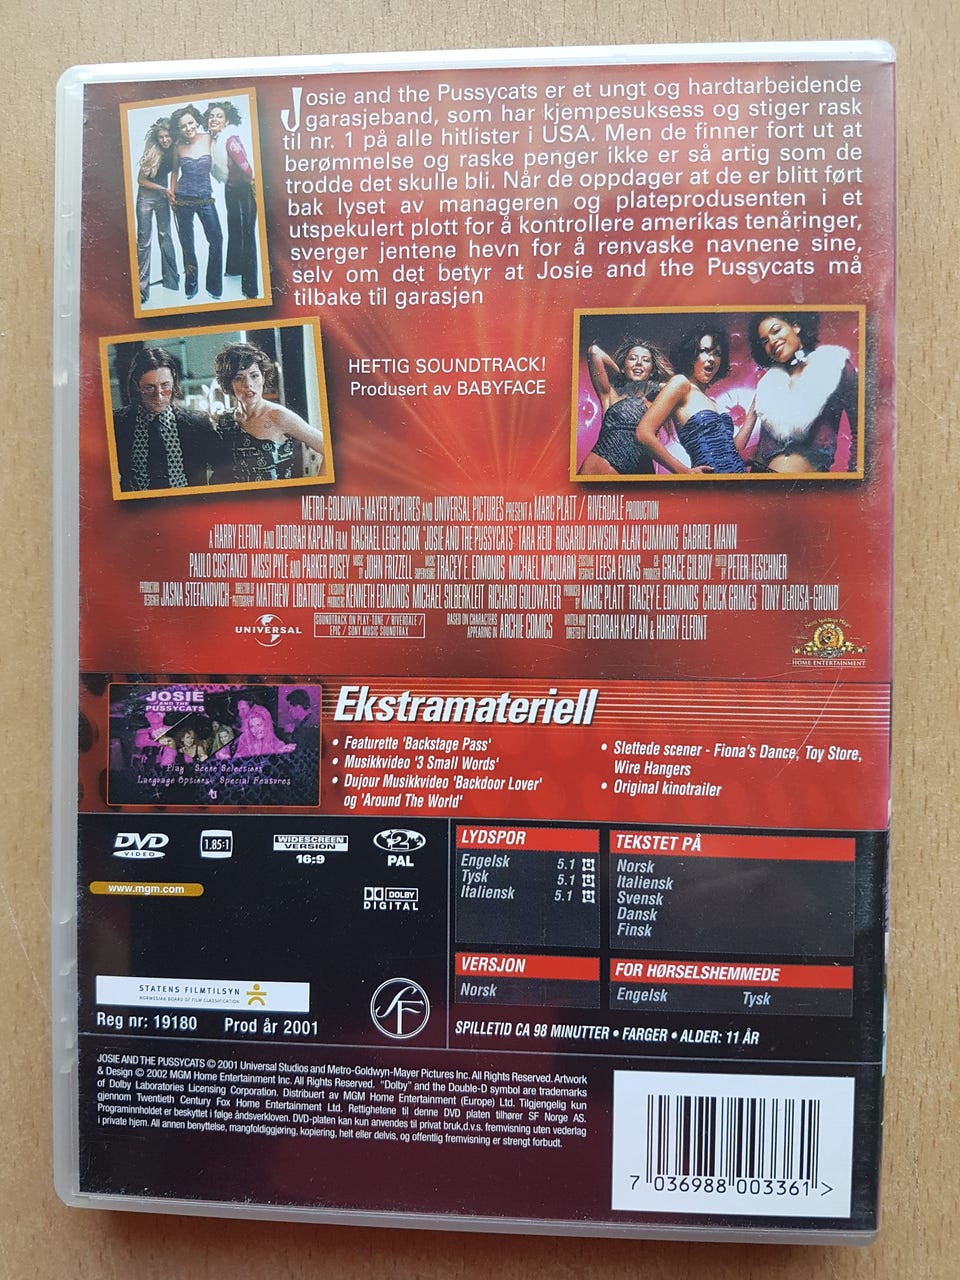 Josie and the Pussycats er et ungt og hardtarbeidende
garasjeband, som har kjempesuksess og stiger rask
til nr. 1 på alle hitlister i USA. Men de finner fort ut at
berømmelse og raske penger ikke er så artig som de
trodde det skulle bli. Når de oppdager at de er blitt ført
bak lyset av manageren og plateprodusenten i et
utspekulert plott for å kontrollere amerikas tenåringer,
sverger jentene hevn for å renvaske navnene sine,
selv om det betyr at Josie and the Pussycats må
tilbake til garasjen
HEFTIG SOUNDTRACK!
Produsert av BABYFACE
METRO-GOLDWYN-MAYER PICTURES AND UNIVERSAL PICTURES PRESENT A MARC PLATT / RIVERDALE PRODUCTION
A HARRY ELFONT AND DEBORAH KAPLAN FILM RACHAEL LEIGH COOK "JOSIE AND THE PUSSYCATS" TARA REID ROSARIO DAWSON ALAN CUMMING GABRIEL MANN
PAULO COSTANZO MISSI PYLE AND PARKER POSEY MUSIC BY JOHN FRIZZELL MUSIC SUPERVISORS TRACEY E. EDMONDS MICHAEL MCQUARN COSTUME DESIGNER LEESA EVANS CO-PRODUCER GRACE GILROY EDITED BY PETER TESCHNER
PRODUCTION DESIGNER JASNA STEFANOVICH DIRECTOR OF PHOTOGRAPHY MATTHEW LIBATIQUE EXECUTIVE PRODUCERS KENNETH EDMONDS MICHAEL SILBERKLEIT RICHARD GOLDWATER PRODUCED BY MARC PLATT TRACEY E. EDMONDS CHUCK GRIMES TONY DEROSA-GRUND
UNIVERSAL
SOUNDTRACK ON PLAY-TONE / RIVERDALE /
EPIC / SONY MUSIC SOUNDTRAX
BASED ON CHARACTERS APPEARING IN ARCHIE COMICS
WRITTEN AND DIRECTED BY DEBORAH KAPLAN & HARRY ELFONT
HOME ENTERTAINMENT
JOSIE
AND THE
PUSSYCATS
Play Scene Selections
Language Options Special Features
Ekstramateriell
• Featurette 'Backstage Pass'
• Musikkvideo '3 Small Words'
• Dujour Musikkvideo 'Backdoor Lover'
og 'Around The World'
• Slettede scener - Fiona's Dance, Toy Store,
Wire Hangers
• Original kinotrailer
DVD
VIDEO
1.85:1
WIDESCREEN
VERSION
16:9
2
PAL
www.mgm.com
DOLBY
DIGITAL
LYDSPOR
Engelsk 5.1
Tysk 5.1
Italiensk 5.1
TEKSTET PÅ
Norsk
Italiensk
Svensk
Dansk
Finsk
VERSJON
Norsk
FOR HØRSELSHEMMEDE
Engelsk Tysk
SPILLETID CA 98 MINUTTER • FARGER • ALDER: 11 ÅR
STATENS FILMTILSYN
NORWEGIAN BOARD OF FILM CLASSIFICATION
Reg nr: 19180 Prod år 2001
SF
JOSIE AND THE PUSSYCATS © 2001 Universal Studios and Metro-Goldwyn-Mayer Pictures Inc. All Rights Reserved. Artwork
& Design © 2002 MGM Home Entertainment Inc. All Rights Reserved. "Dolby" and the Double-D symbol are trademarks
of Dolby Laboratories Licensing Corporation. Distribuert av MGM Home Entertainment (Europe) Ltd. Tilgjengelig kun
gjennom Twentieth Century Fox Home Entertainment Ltd. Rettighetene til denne DVD platen tilhører SF Norge AS.
Programinnholdet er beskyttet i følge åndsverkloven. DVD-platen kan kun anvendes til privat bruk,d.v.s. fremvisning uten vederlag
i private hjem. All annen benyttelse, mangfoldiggjøring, kopiering, helt eller delvis, og offentlig fremvisning er strengt forbudt.
7 036988 003361 >